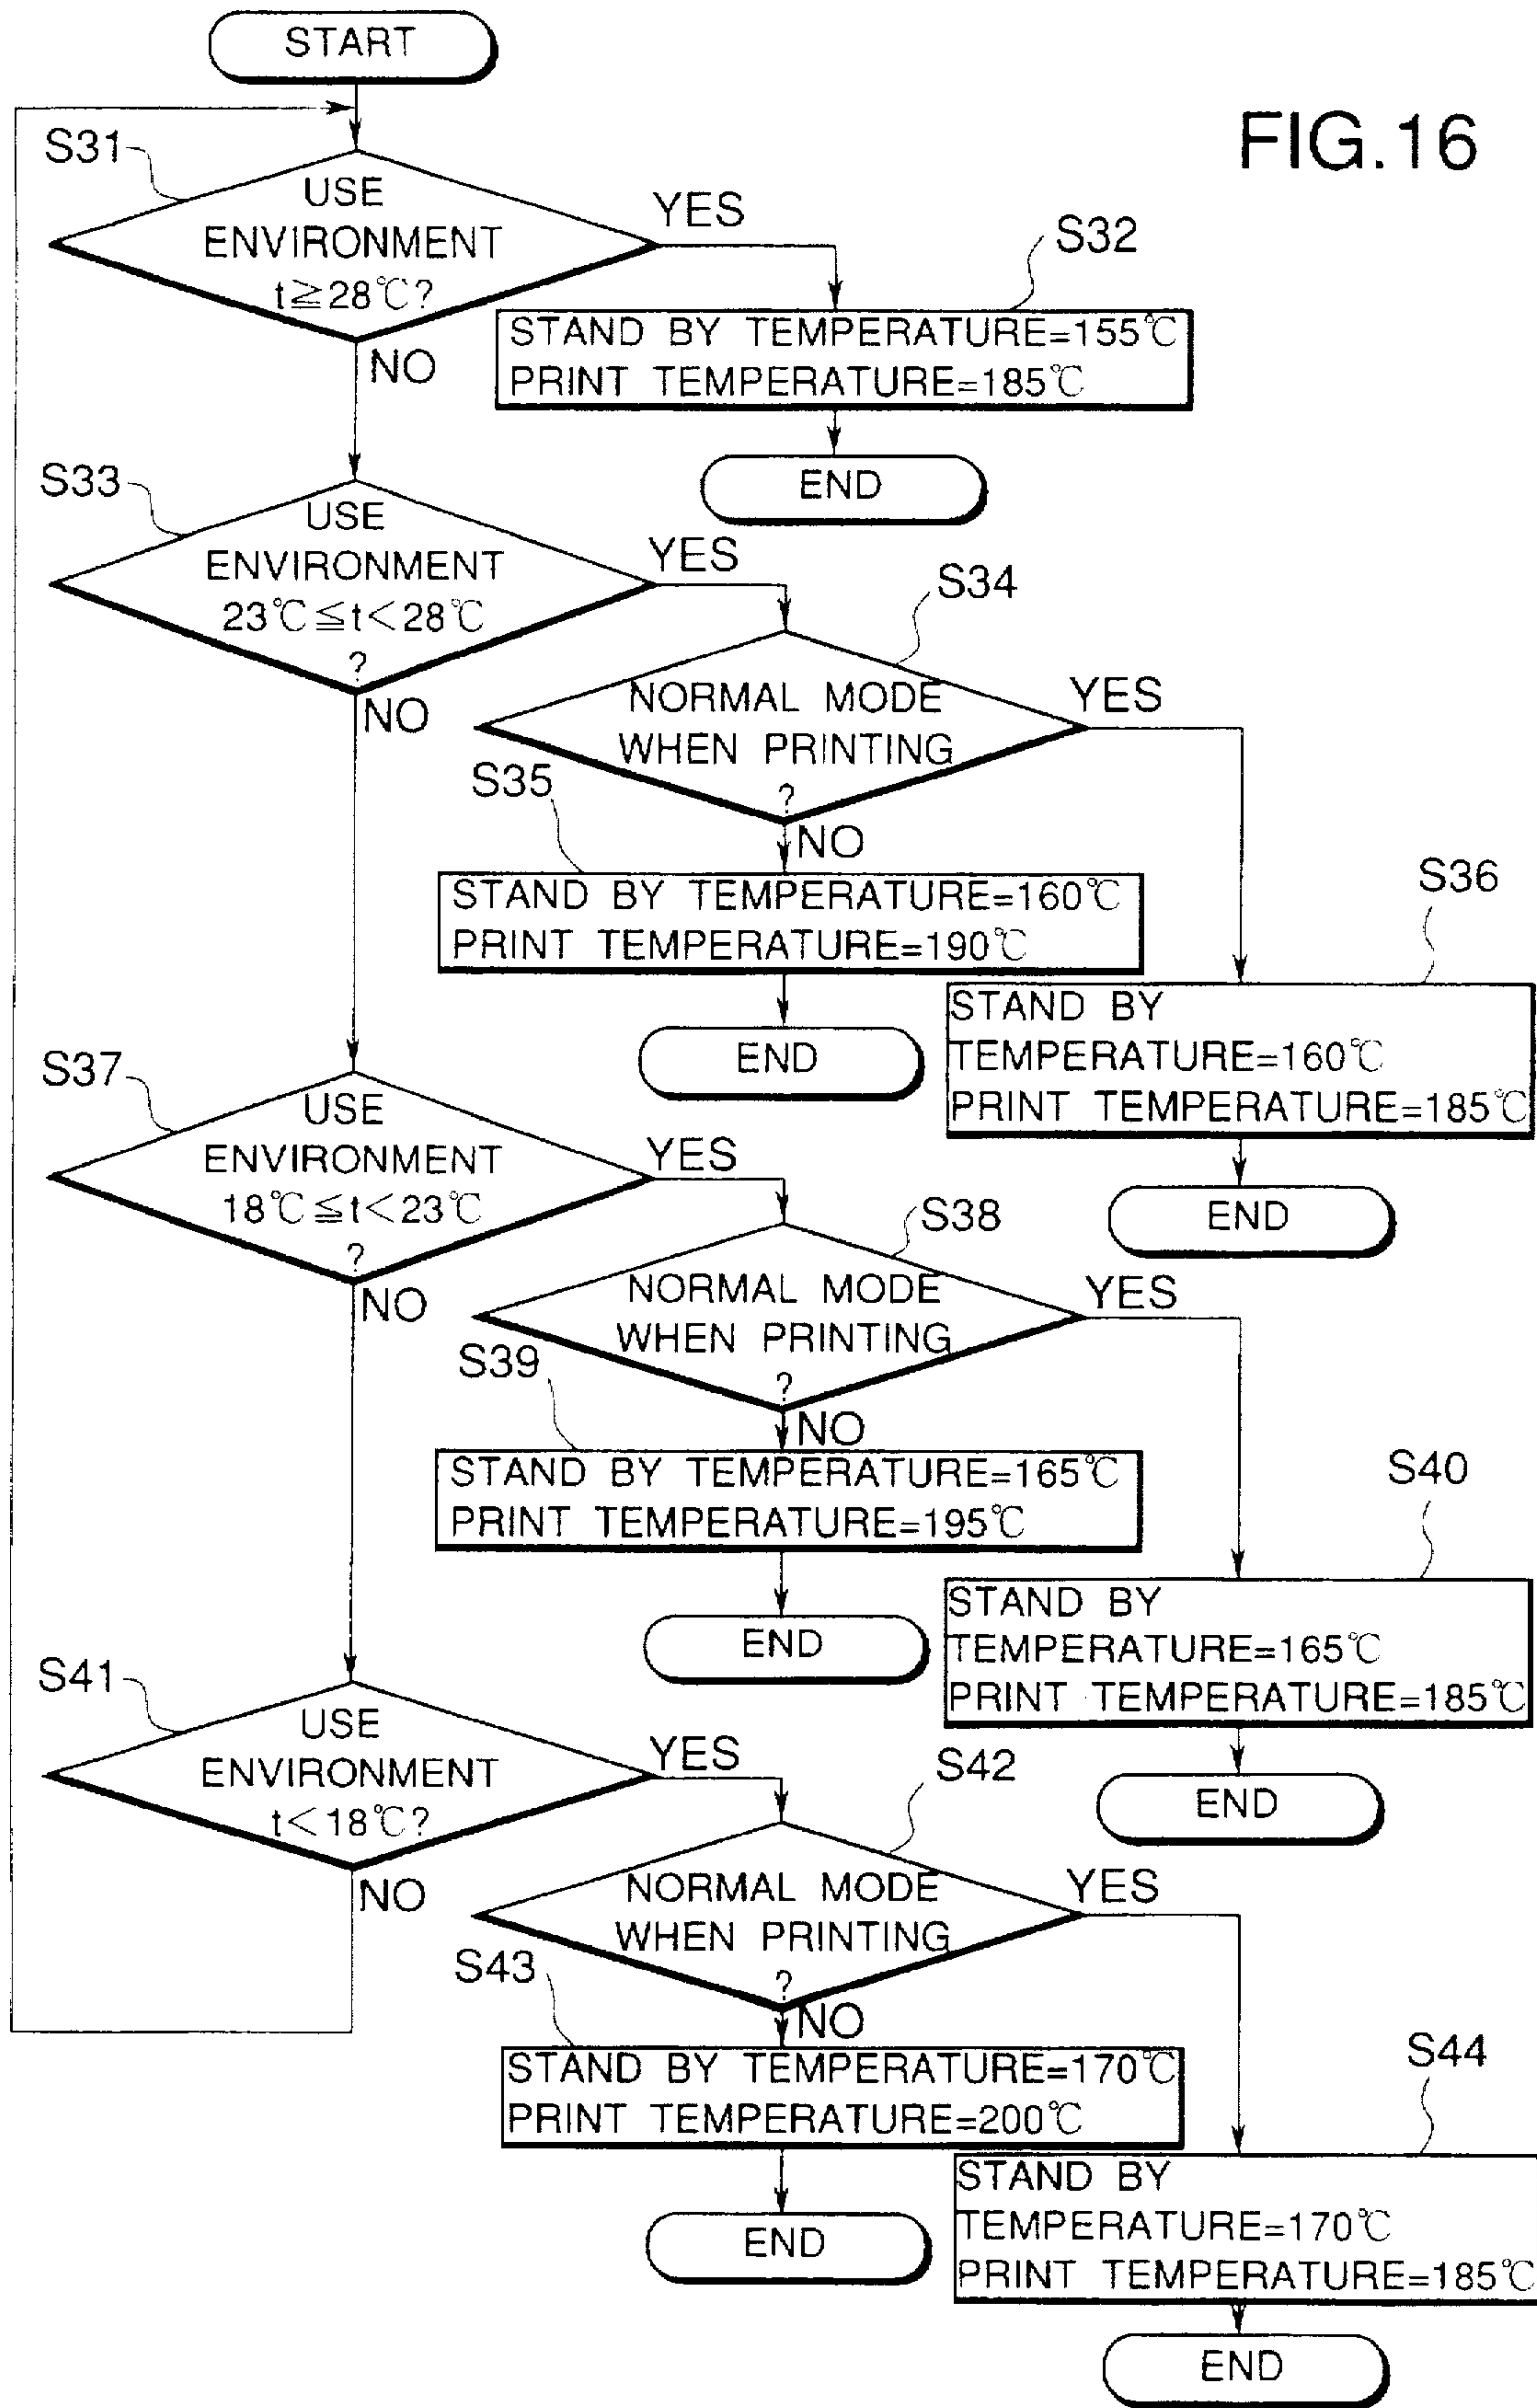 START
FIG.16
S31
USE
ENVIRONMENT
t≧28℃?
YES
NO
S32
STAND BY TEMPERATURE=155℃
PRINT TEMPERATURE=185℃
END
S33
USE
ENVIRONMENT
23℃≦t<28℃
?
YES
NO
S34
NORMAL MODE
WHEN PRINTING
?
YES
NO
S35
STAND BY TEMPERATURE=160℃
PRINT TEMPERATURE=190℃
END
S36
STAND BY
TEMPERATURE=160℃
PRINT TEMPERATURE=185℃
END
S37
USE
ENVIRONMENT
18℃≦t<23℃
?
YES
NO
S38
NORMAL MODE
WHEN PRINTING
?
YES
NO
S39
STAND BY TEMPERATURE=165℃
PRINT TEMPERATURE=195℃
END
S40
STAND BY
TEMPERATURE=165℃
PRINT TEMPERATURE=185℃
END
S41
USE
ENVIRONMENT
t<18℃?
YES
NO
S42
NORMAL MODE
WHEN PRINTING
?
YES
NO
S43
STAND BY TEMPERATURE=170℃
PRINT TEMPERATURE=200℃
END
S44
STAND BY
TEMPERATURE=170℃
PRINT TEMPERATURE=185℃
END